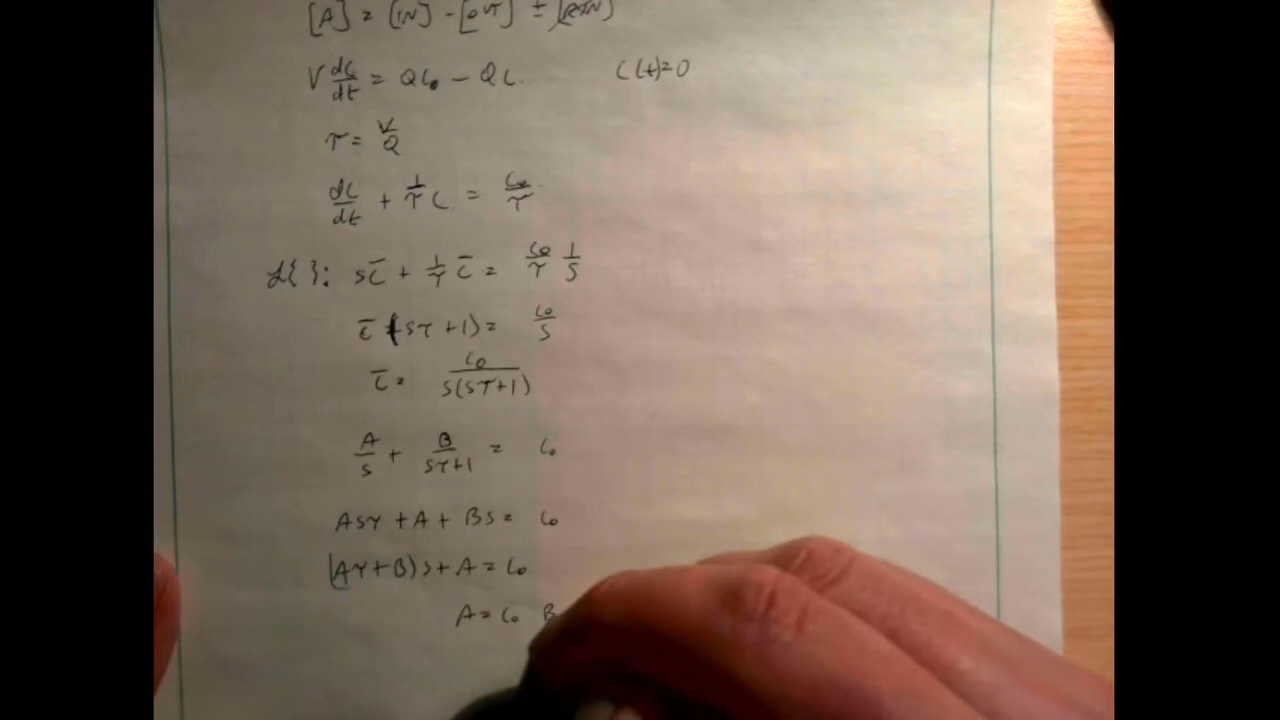 [A] = [IN] - [OUT] ± [RXN]
V dC/dt = QC₀ - QC. C(t)=0
τ = V/Q
dC/dt + 1/τ C = C₀/τ
ℒ{ }: sC̄ + 1/τ C̄ = C₀/τ 1/s
C̄ (sτ + 1) = C₀/s
C̄ = C₀/s(sτ+1)
A/s + B/sτ+1 = C₀
Asτ + A + Bs = C₀
(Aτ+B)s + A = C₀
A = C₀ B